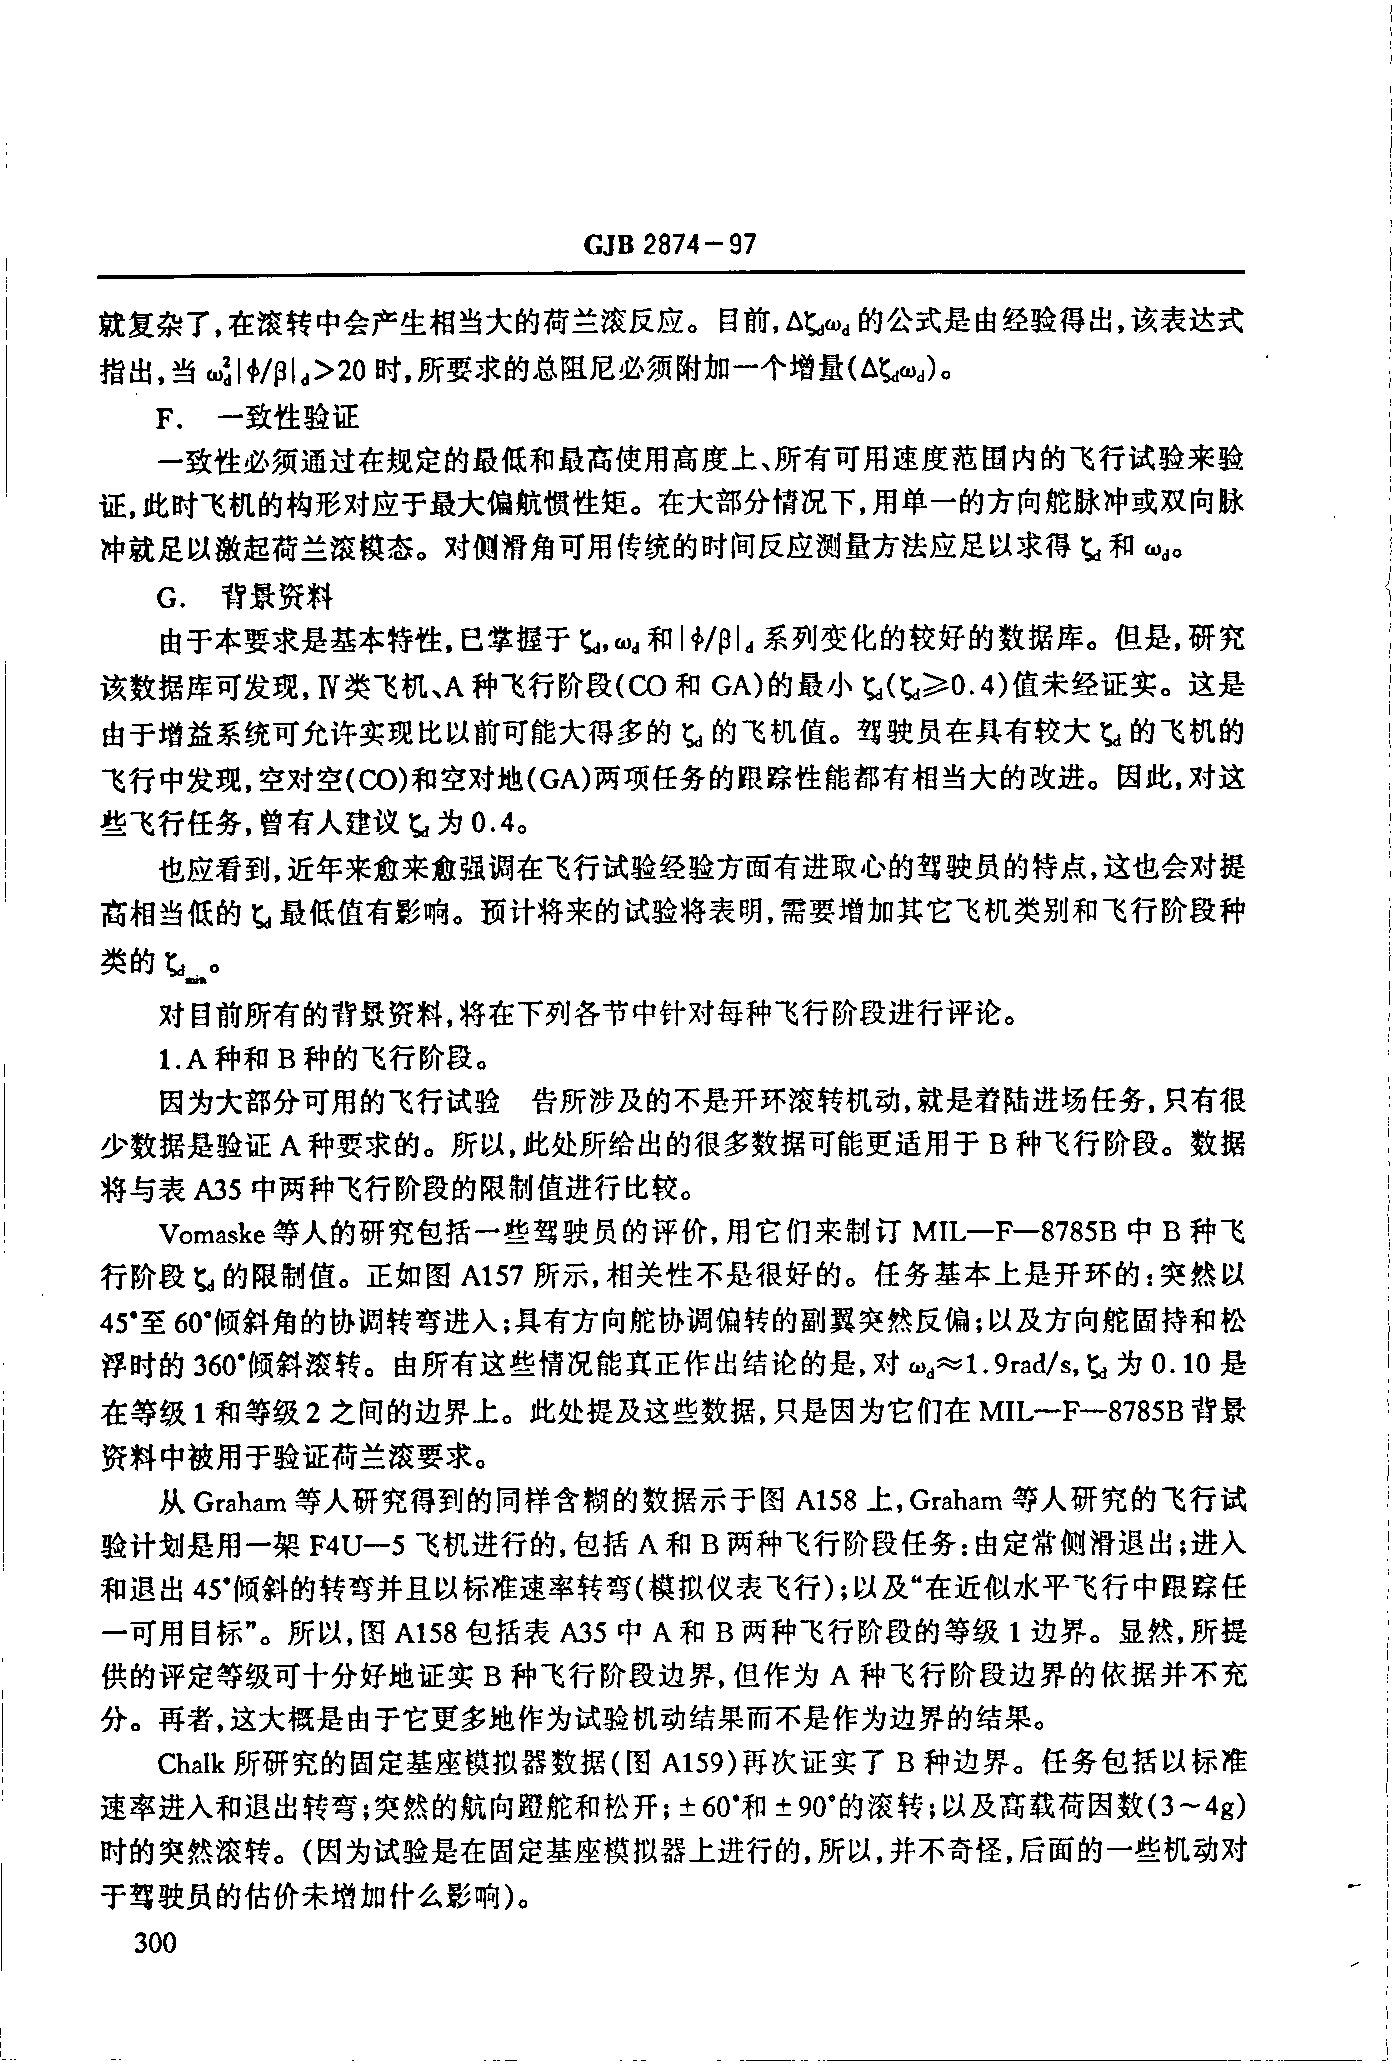 GJB 2874－97
就复杂了,在滚转中会产生相当大的荷兰滚反应。目前,Δζdωd 的公式是由经验得出,该表达式
指出,当 ωd²|φ/β|d>20 时,所要求的总阻尼必须附加一个增量(Δζdωd)。
F. 一致性验证
一致性必须通过在规定的最低和最高使用高度上、所有可用速度范围内的飞行试验来验
证,此时飞机的构形对应于最大偏航惯性矩。在大部分情况下,用单一的方向舵脉冲或双向脉
冲就足以激起荷兰滚模态。对侧滑角可用传统的时间反应测量方法应足以求得 ζd 和 ωd。
G. 背景资料
由于本要求是基本特性,已掌握于 ζd,ωd 和|φ/β|d 系列变化的较好的数据库。但是,研究
该数据库可发现,Ⅳ类飞机、A 种飞行阶段(CO 和 GA)的最小 ζd(ζd≥0.4)值未经证实。这是
由于增益系统可允许实现比以前可能大得多的 ζd 的飞机值。驾驶员在具有较大 ζd 的飞机的
飞行中发现,空对空(CO)和空对地(GA)两项任务的跟踪性能都有相当大的改进。因此,对这
些飞行任务,曾有人建议 ζd 为 0.4。
也应看到,近年来愈来愈强调在飞行试验经验方面有进取心的驾驶员的特点,这也会对提
高相当低的 ζd 最低值有影响。预计将来的试验将表明,需要增加其它飞机类别和飞行阶段种
类的 ζdmin。
对目前所有的背景资料,将在下列各节中针对每种飞行阶段进行评论。
1.A 种和 B 种的飞行阶段。
因为大部分可用的飞行试验 告所涉及的不是开环滚转机动,就是着陆进场任务,只有很
少数据是验证 A 种要求的。所以,此处所给出的很多数据可能更适用于 B 种飞行阶段。数据
将与表 A35 中两种飞行阶段的限制值进行比较。
Vomaske 等人的研究包括一些驾驶员的评价,用它们来制订 MIL—F—8785B 中 B 种飞
行阶段 ζd 的限制值。正如图 A157 所示,相关性不是很好的。任务基本上是开环的:突然以
45°至 60°倾斜角的协调转弯进入;具有方向舵协调偏转的副翼突然反偏;以及方向舵固持和松
浮时的 360°倾斜滚转。由所有这些情况能真正作出结论的是,对 ωd≈1.9rad/s,ζd 为 0.10 是
在等级 1 和等级 2 之间的边界上。此处提及这些数据,只是因为它们在 MIL—F—8785B 背景
资料中被用于验证荷兰滚要求。
从 Graham 等人研究得到的同样含糊的数据示于图 A158 上,Graham 等人研究的飞行试
验计划是用一架 F4U—5 飞机进行的,包括 A 和 B 两种飞行阶段任务:由定常侧滑退出;进入
和退出 45°倾斜的转弯并且以标准速率转弯(模拟仪表飞行);以及“在近似水平飞行中跟踪任
一可用目标”。所以,图 A158 包括表 A35 中 A 和 B 两种飞行阶段的等级 1 边界。显然,所提
供的评定等级可十分好地证实 B 种飞行阶段边界,但作为 A 种飞行阶段边界的依据并不充
分。再者,这大概是由于它更多地作为试验机动结果而不是作为边界的结果。
Chalk 所研究的固定基座模拟器数据(图 A159)再次证实了 B 种边界。任务包括以标准
速率进入和退出转弯;突然的航向蹬舵和松开;±60°和±90°的滚转;以及高载荷因数(3~4g)
时的突然滚转。(因为试验是在固定基座模拟器上进行的,所以,并不奇怪,后面的一些机动对
于驾驶员的估价未增加什么影响)。
300